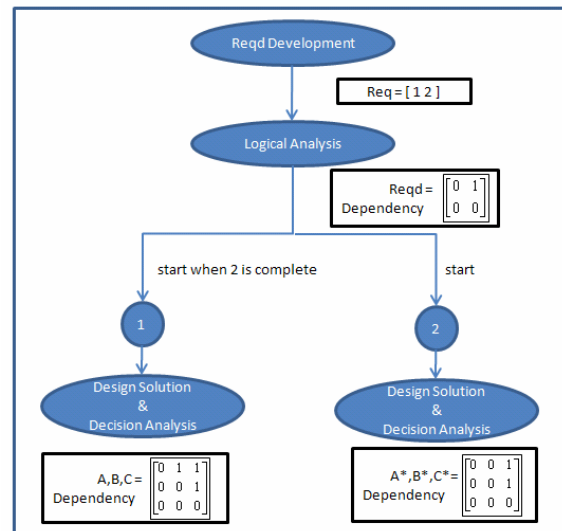 Reqd Development
Req = [ 1 2 ]
Logical Analysis
Reqd =
Dependency
0 1
0 0
start when 2 is complete
start
1
2
Design Solution
&
Decision Analysis
Design Solution
&
Decision Analysis
A,B,C =
Dependency
0 1 1
0 0 1
0 0 0
A*,B*,C*=
Dependency
0 0 1
0 0 1
0 0 0